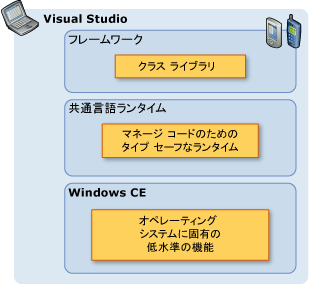 Visual Studio
フレームワーク
クラス ライブラリ
共通言語ランタイム
マネージ コードのための
タイプ セーフなランタイム
Windows CE
オペレーティング
システムに固有の
低水準の機能